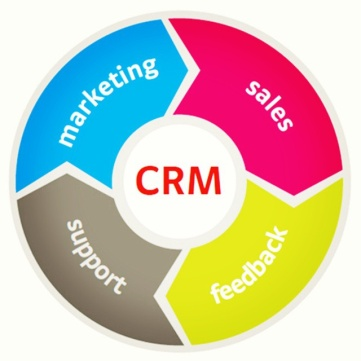 marketing
sales
CRM
support
feedback